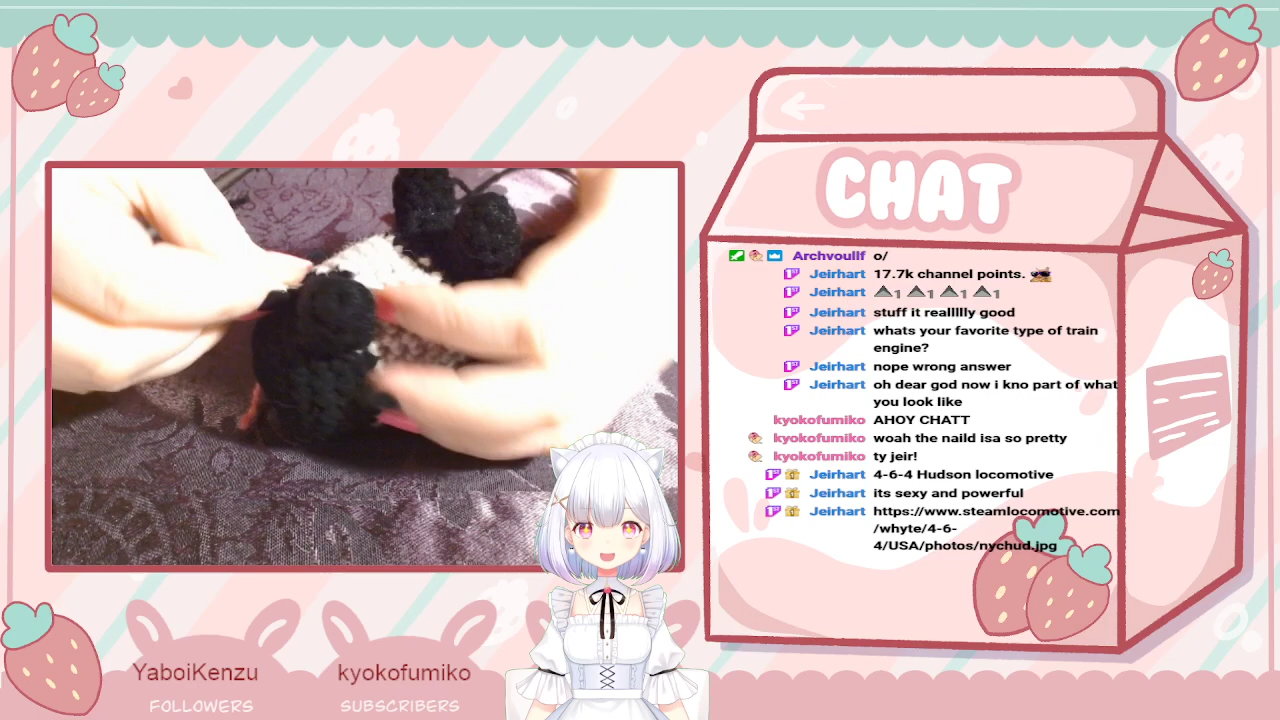 CHAT
Archvoullf o/
Jeirhart 17.7k channel points.
Jeirhart 1 1 1 1
Jeirhart stuff it reallllly good
Jeirhart whats your favorite type of train
engine?
Jeirhart nope wrong answer
Jeirhart oh dear god now i kno part of what
you look like
kyokofumiko AHOY CHATT
kyokofumiko woah the naild isa so pretty
kyokofumiko ty jeir!
Jeirhart 4-6-4 Hudson locomotive
Jeirhart its sexy and powerful
Jeirhart https://www.steamlocomotive.com
/whyte/4-6-
4/USA/photos/nychud.jpg
YaboiKenzu kyokofumiko
FOLLOWERS SUBSCRIBERS